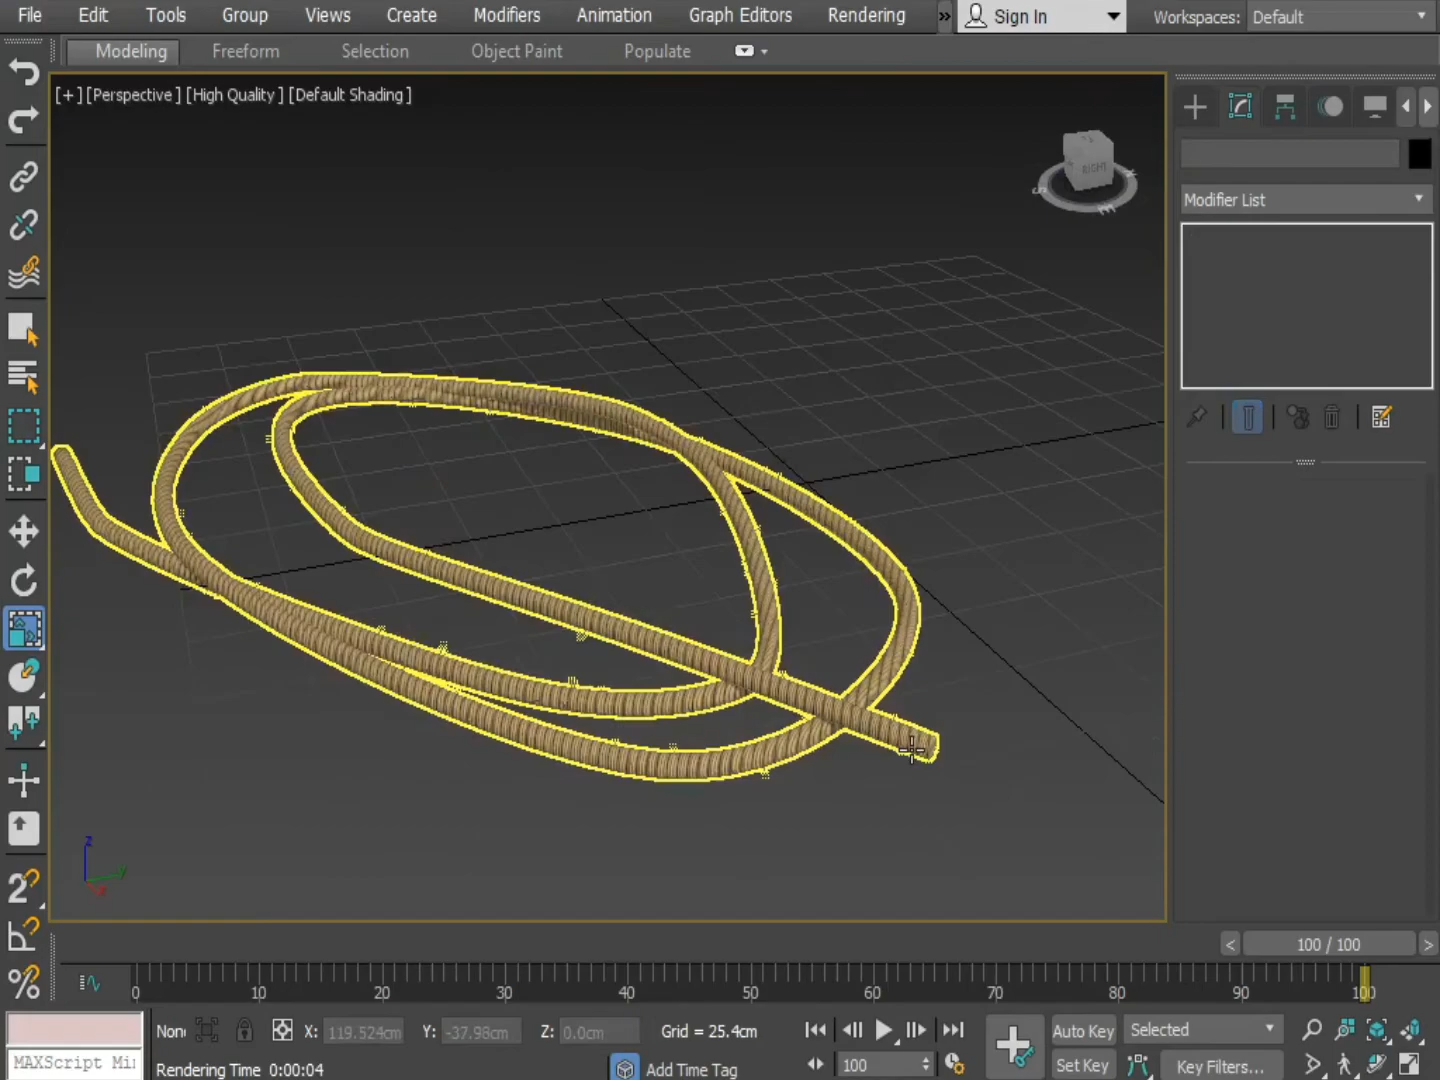 File Edit Tools Group Views Create Modifiers Animation Graph Editors Rendering » Sign In Workspaces: Default
Modeling Freeform Selection Object Paint Populate
[+] [Perspective] [High Quality] [Default Shading]
RIGHT
Modifier List
z
100 / 100
0 10 20 30 40 50 60 70 80 90 100
X: 119.524cm Y: -37.98cm Z: 0.0cm Grid = 25.4cm Auto Key Selected
MAXScript Mi
Rendering Time 0:00:04 Add Time Tag 100 Set Key Key Filters...